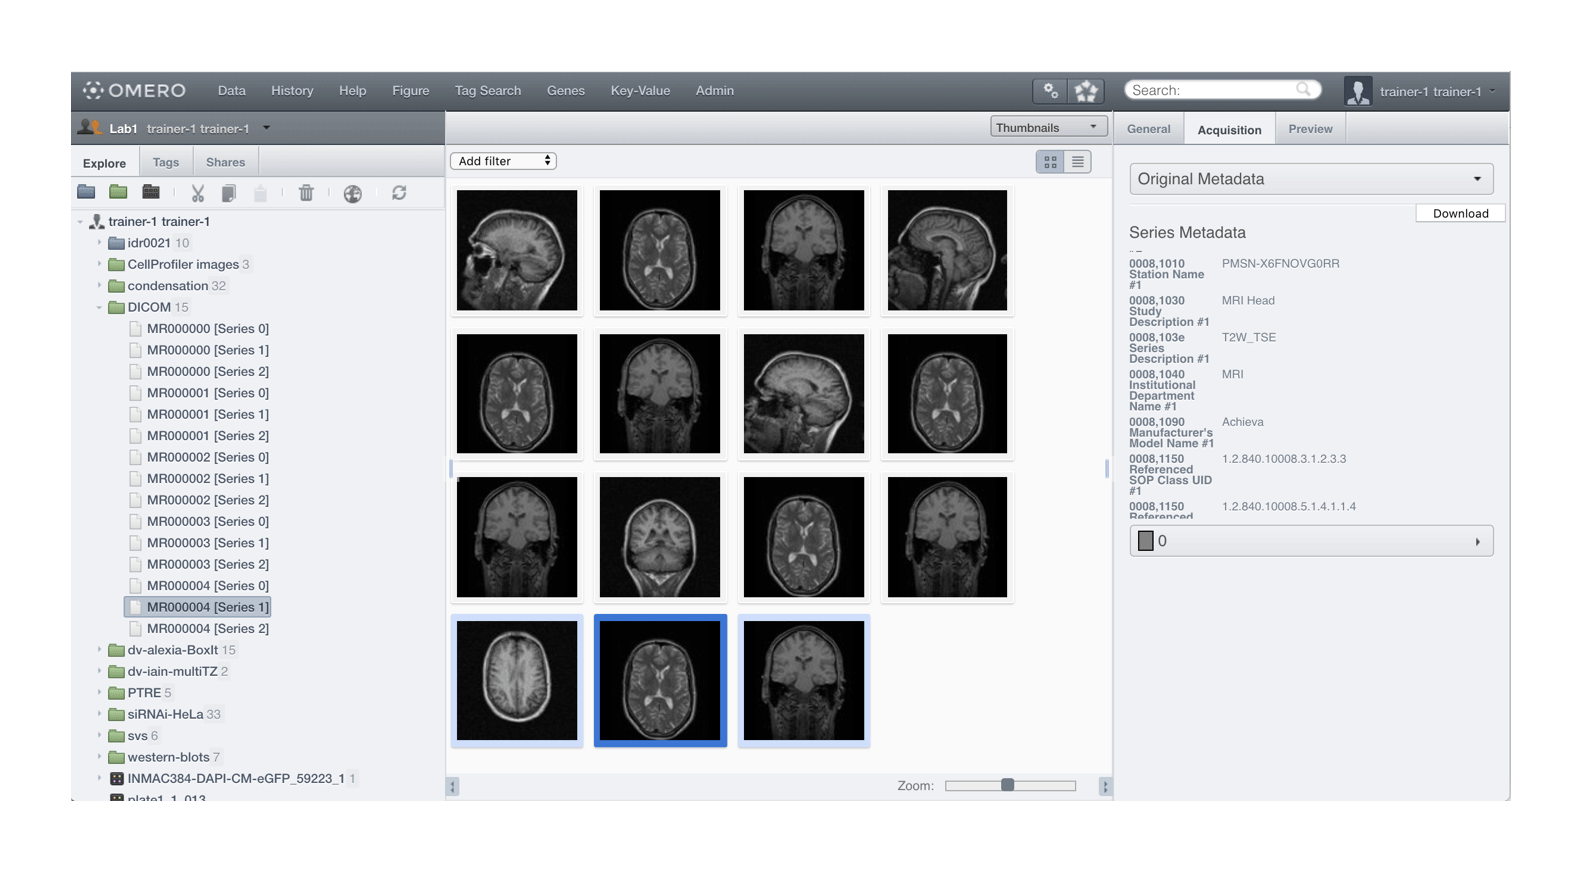 OMERO Data History Help Figure Tag Search Genes Key-Value Admin Search: trainer-1 trainer-1
Lab1 trainer-1 trainer-1
Explore Tags Shares
trainer-1 trainer-1
idr0021 10
CellProfiler images 3
condensation 32
DICOM 15
MR000000 [Series 0]
MR000000 [Series 1]
MR000000 [Series 2]
MR000001 [Series 0]
MR000001 [Series 1]
MR000001 [Series 2]
MR000002 [Series 0]
MR000002 [Series 1]
MR000002 [Series 2]
MR000003 [Series 0]
MR000003 [Series 1]
MR000003 [Series 2]
MR000004 [Series 0]
MR000004 [Series 1]
MR000004 [Series 2]
dv-alexia-BoxIt 15
dv-iain-multiTZ 2
PTRE 5
siRNAi-HeLa 33
svs 6
western-blots 7
INMAC384-DAPI-CM-eGFP_59223_1 1
plate1_1_013
Thumbnails
Add filter
Zoom:
General Acquisition Preview
Original Metadata
Download
Series Metadata
0008,1010 PMSN-X6FNOVG0RR
Station Name
#1
0008,1030 MRI Head
Study
Description #1
0008,103e T2W_TSE
Series
Description #1
0008,1040 MRI
Institutional
Department
Name #1
0008,1090 Achieva
Manufacturer's
Model Name #1
0008,1150 1.2.840.10008.3.1.2.3.3
Referenced
SOP Class UID
#1
0008,1150 1.2.840.10008.5.1.4.1.1.4
Referenced
0